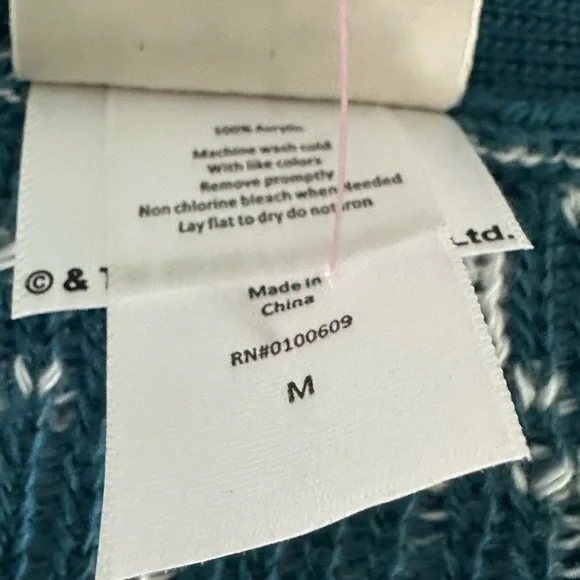 100% Acrylic
Machine wash cold
With like colors
Remove promptly
Non chlorine bleach when Needed
Lay flat to dry do not iron
© & Ltd.
Made in
China
RN#0100609
M